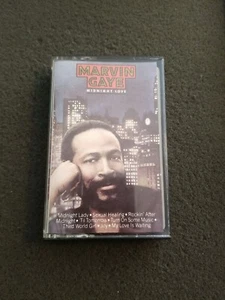 MARVIN
GAYE
MIDNIGHT LOVE
Midnight Lady • Sexual Healing • Rockin' After
Midnight • 'Til Tomorrow • Turn On Some Music •
Third World Girl • Joy • My Love Is Waiting